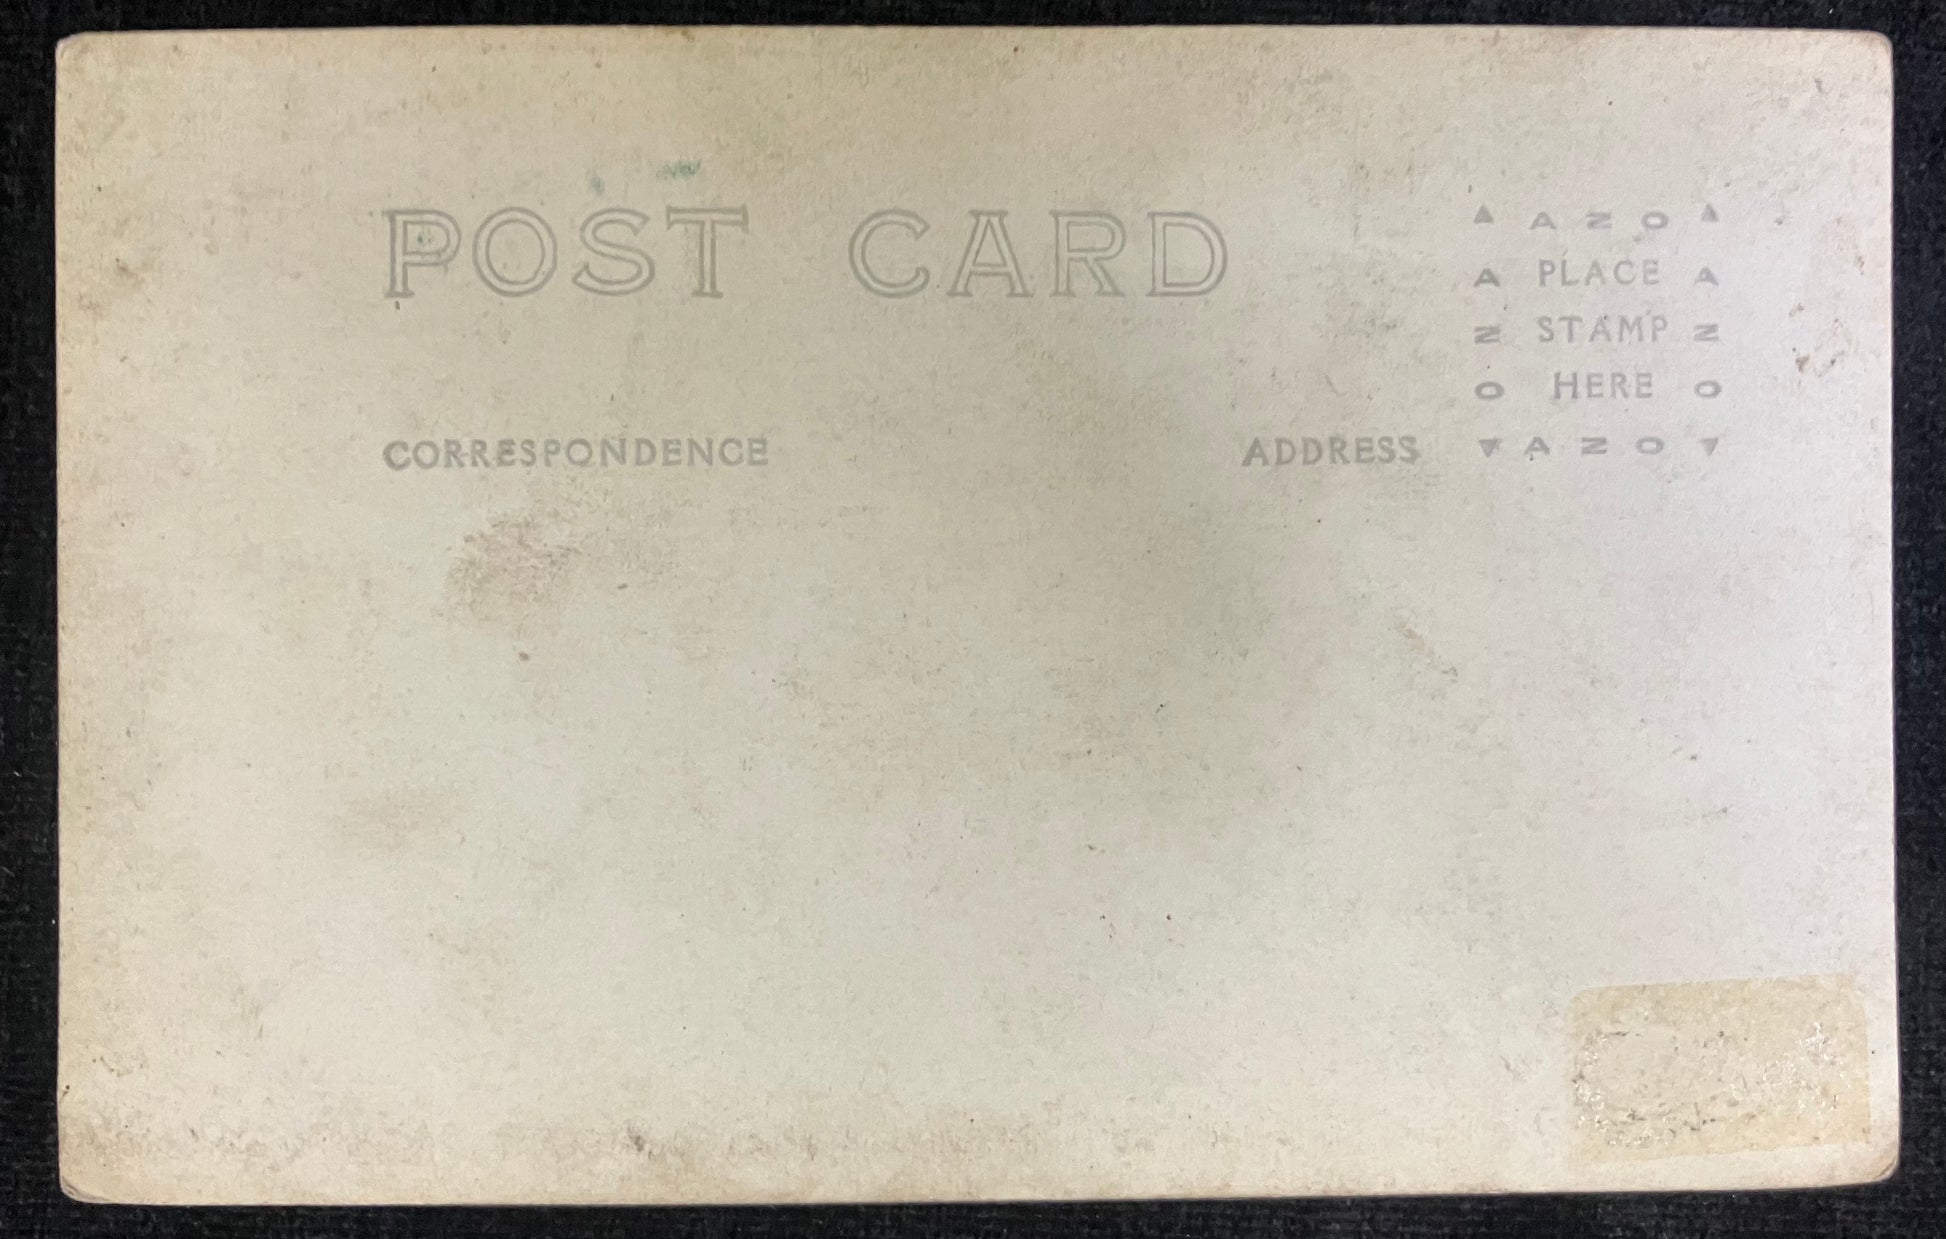 POST CARD
▲ AZO ▲
A PLACE A
N STAMP N
O HERE O
▼ AZO ▼
CORRESPONDENCE
ADDRESS